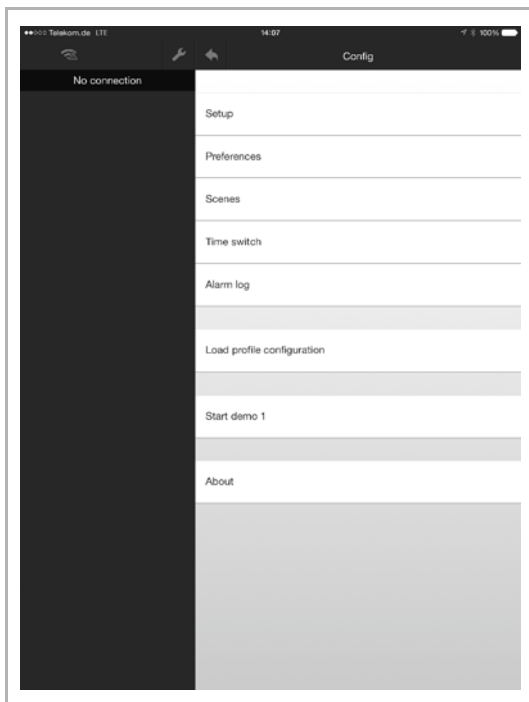 Telekom.de LTE 14:07 100%
Config
No connection
Setup
Preferences
Scenes
Time switch
Alarm log
Load profile configuration
Start demo 1
About